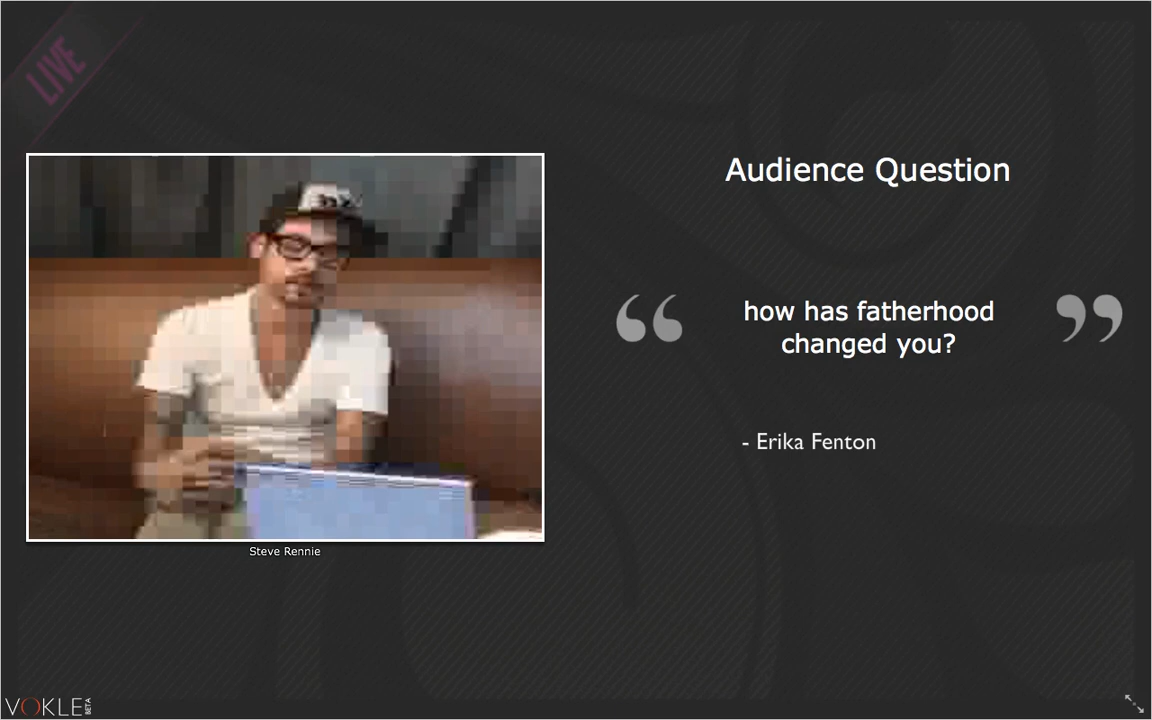 LIVE
Audience Question
“ how has fatherhood ”
changed you?
- Erika Fenton
Steve Rennie
VOKLE BETA